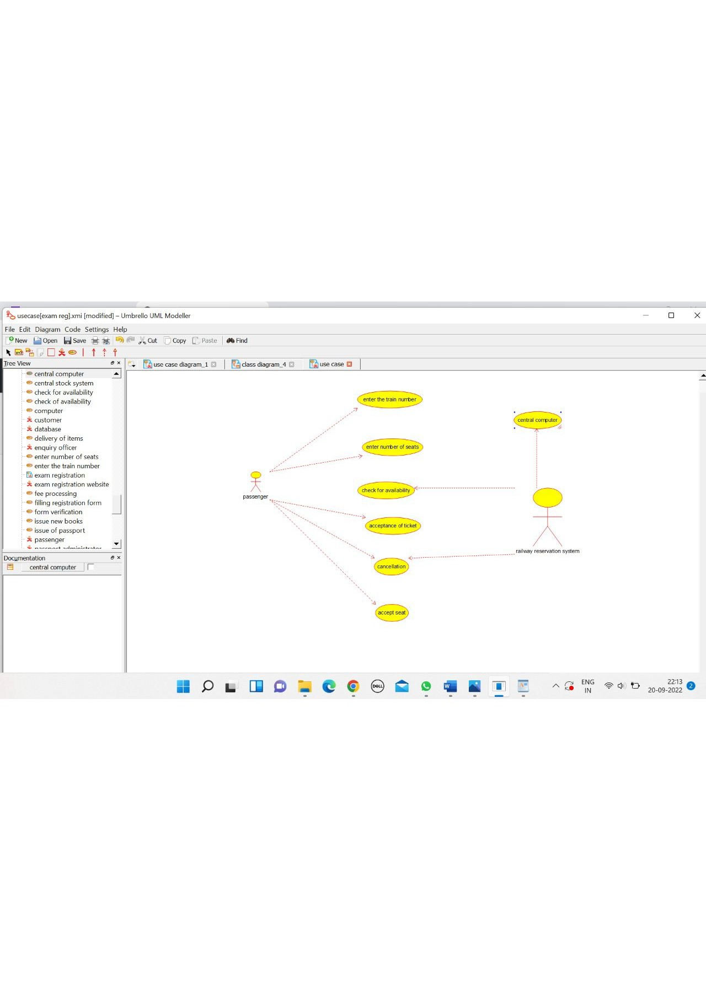 usecase[exam reg].xmi [modified] – Umbrello UML Modeller
File Edit Diagram Code Settings Help
New Open Save Cut Copy Paste Find
Tree View
use case diagram_1 class diagram_4 use case
central computer
central stock system
check for availability
check of availability
computer
customer
database
delivery of items
enquiry officer
enter number of seats
enter the train number
exam registration
exam registration website
fee processing
filling registration form
form verification
issue new books
issue of passport
passenger
passport administrator
Documentation
central computer
enter the train number
central computer
enter number of seats
passenger
check for availability
acceptance of ticket
railway reservation system
cancellation
accept seat
DELL
W
ENG
IN
22:13
20-09-2022
2